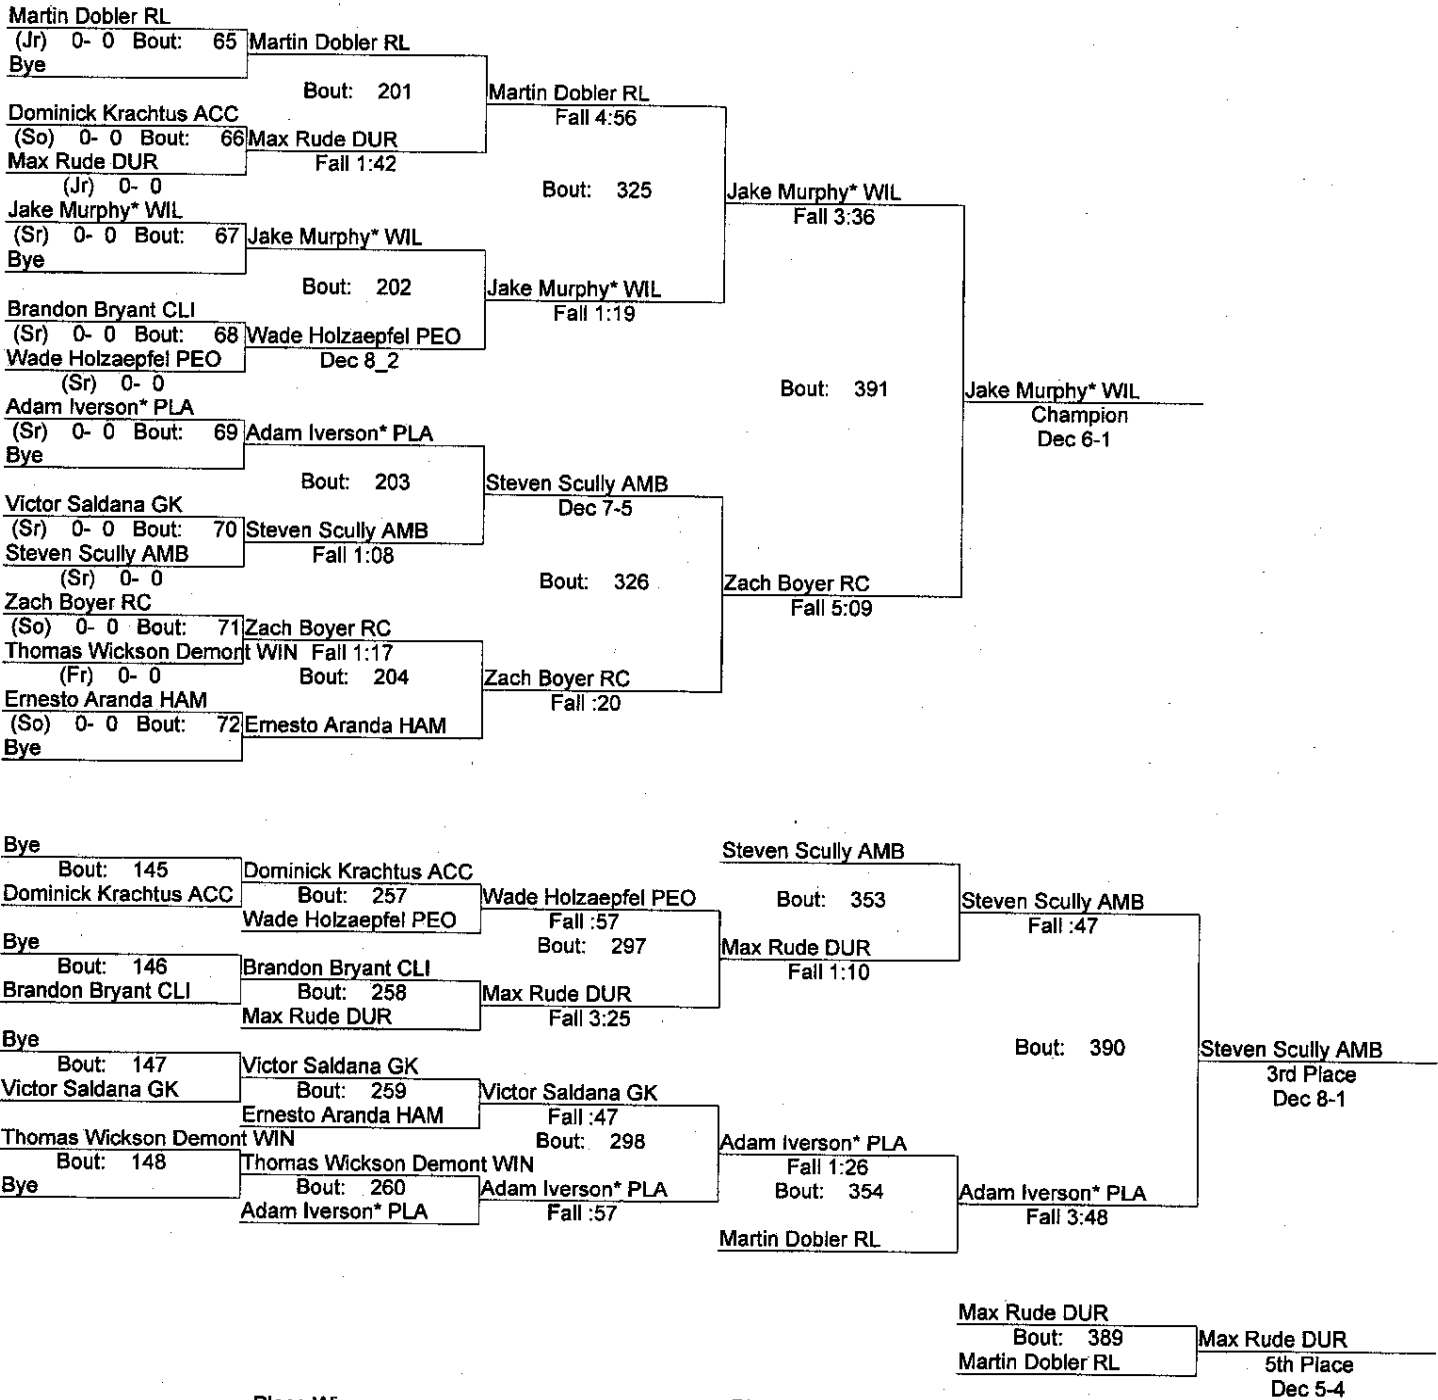 Martin Dobler RL
(Jr) 0- 0 Bout: 65 Martin Dobler RL
Bye
Bout: 201 Martin Dobler RL
Dominick Krachtus ACC Fall 4:56
(So) 0- 0 Bout: 66 Max Rude DUR
Max Rude DUR Fall 1:42
(Jr) 0- 0 Bout: 325 Jake Murphy* WIL
Jake Murphy* WIL Fall 3:36
(Sr) 0- 0 Bout: 67 Jake Murphy* WIL
Bye
Bout: 202 Jake Murphy* WIL
Brandon Bryant CLI Fall 1:19
(Sr) 0- 0 Bout: 68 Wade Holzaepfel PEO
Wade Holzaepfel PEO Dec 8_2
(Sr) 0- 0 Bout: 391 Jake Murphy* WIL
Adam Iverson* PLA Champion
(Sr) 0- 0 Bout: 69 Adam Iverson* PLA Dec 6-1
Bye
Bout: 203 Steven Scully AMB
Victor Saldana GK Dec 7-5
(Sr) 0- 0 Bout: 70 Steven Scully AMB
Steven Scully AMB Fall 1:08
(Sr) 0- 0 Bout: 326 Zach Boyer RC
Zach Boyer RC Fall 5:09
(So) 0- 0 Bout: 71 Zach Boyer RC
Thomas Wickson Demont WIN Fall 1:17
(Fr) 0- 0 Bout: 204 Zach Boyer RC
Ernesto Aranda HAM Fall :20
(So) 0- 0 Bout: 72 Ernesto Aranda HAM
Bye
Bye Steven Scully AMB
Bout: 145 Dominick Krachtus ACC
Dominick Krachtus ACC Bout: 257 Wade Holzaepfel PEO Bout: 353 Steven Scully AMB
Wade Holzaepfel PEO Fall :57 Fall :47
Bye Bout: 297 Max Rude DUR
Bout: 146 Brandon Bryant CLI Fall 1:10
Brandon Bryant CLI Bout: 258 Max Rude DUR
Max Rude DUR Fall 3:25
Bye Bout: 390 Steven Scully AMB
Bout: 147 Victor Saldana GK 3rd Place
Victor Saldana GK Bout: 259 Victor Saldana GK Dec 8-1
Ernesto Aranda HAM Fall :47
Thomas Wickson Demont WIN Bout: 298 Adam Iverson* PLA
Bout: 148 Thomas Wickson Demont WIN Fall 1:26
Bye Bout: 260 Adam Iverson* PLA Bout: 354 Adam Iverson* PLA
Adam Iverson* PLA Fall :57 Fall 3:48
Martin Dobler RL
Max Rude DUR
Bout: 389 Max Rude DUR
Martin Dobler RL 5th Place
Dec 5-4